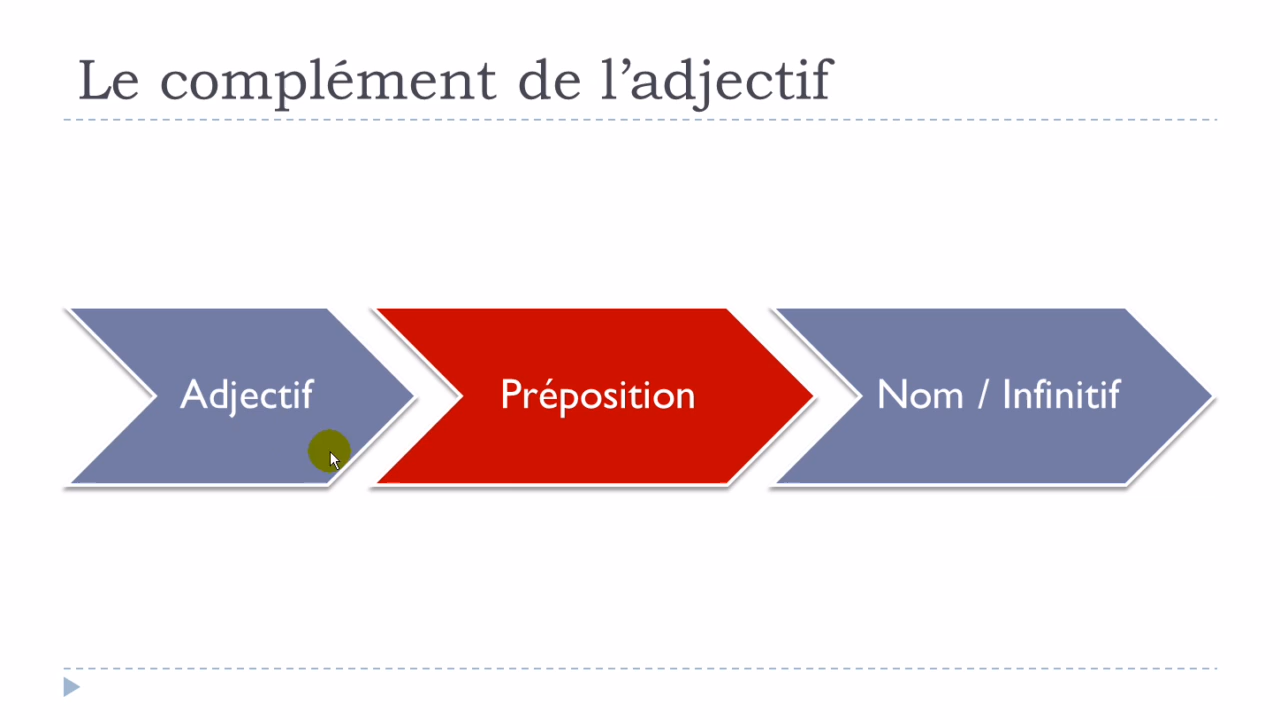 Le complément de l’adjectif
Adjectif
Préposition
Nom / Infinitif